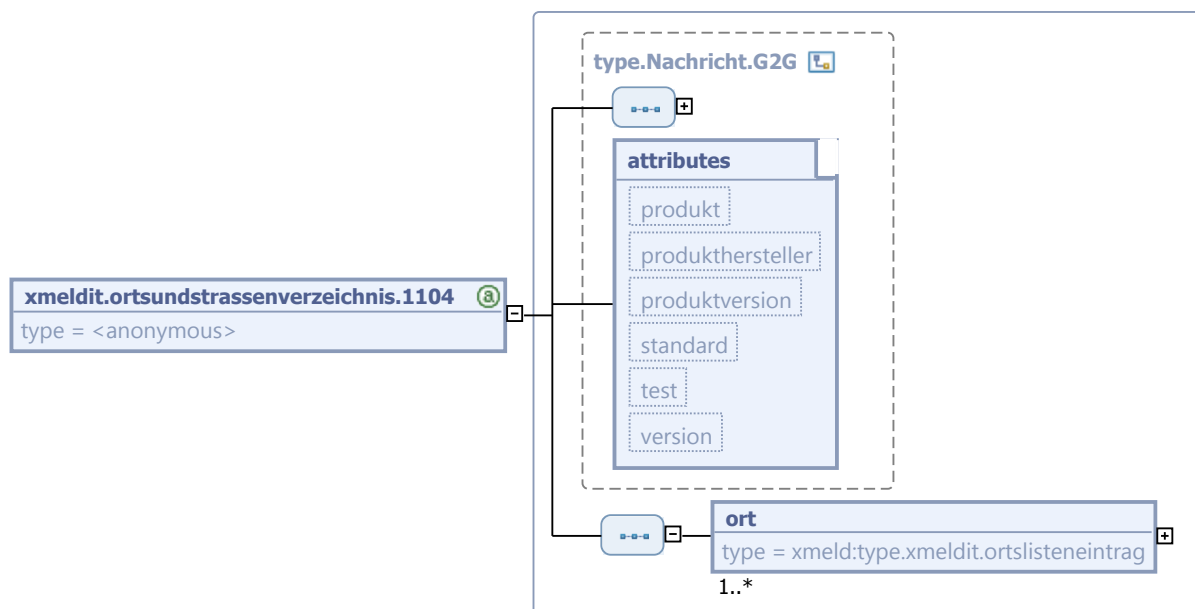 type.Nachricht.G2G
attributes
produkt
produkthersteller
produktversion
standard
test
version
xmeldit.ortsundstrassenverzeichnis.1104
type = <anonymous>
ort
type = xmeld:type.xmeldit.ortslisteneintrag
1..*